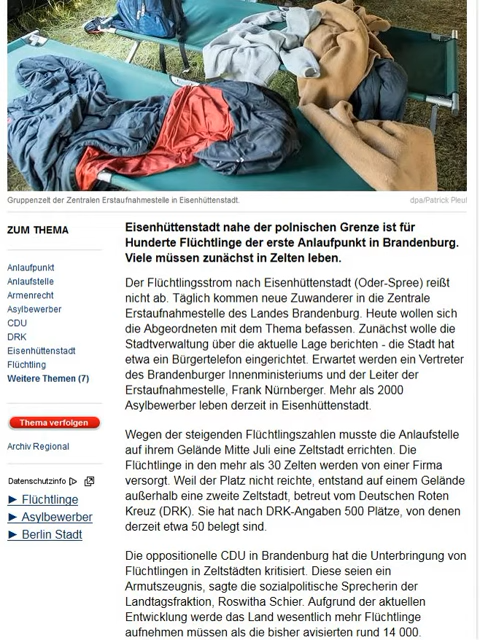 Gruppenzelt der Zentralen Erstaufnahmestelle in Eisenhüttenstadt.
dpa/Patrick Pleul
ZUM THEMA
Anlaufpunkt
Anlaufstelle
Armenrecht
Asylbewerber
CDU
DRK
Eisenhüttenstadt
Flüchtling
Weitere Themen (7)
Thema verfolgen
Archiv Regional
Datenschutzinfo
Flüchtlinge
Asylbewerber
Berlin Stadt
Eisenhüttenstadt nahe der polnischen Grenze ist für
Hunderte Flüchtlinge der erste Anlaufpunkt in Brandenburg.
Viele müssen zunächst in Zelten leben.
Der Flüchtlingsstrom nach Eisenhüttenstadt (Oder-Spree) reißt
nicht ab. Täglich kommen neue Zuwanderer in die Zentrale
Erstaufnahmestelle des Landes Brandenburg. Heute wollen sich
die Abgeordneten mit dem Thema befassen. Zunächst wolle die
Stadtverwaltung über die aktuelle Lage berichten - die Stadt hat
etwa ein Bürgertelefon eingerichtet. Erwartet werden ein Vertreter
des Brandenburger Innenministeriums und der Leiter der
Erstaufnahmestelle, Frank Nürnberger. Mehr als 2000
Asylbewerber leben derzeit in Eisenhüttenstadt.
Wegen der steigenden Flüchtlingszahlen musste die Anlaufstelle
auf ihrem Gelände Mitte Juli eine Zeltstadt errichten. Die
Flüchtlinge in den mehr als 30 Zelten werden von einer Firma
versorgt. Weil der Platz nicht reichte, entstand auf einem Gelände
außerhalb eine zweite Zeltstadt, betreut vom Deutschen Roten
Kreuz (DRK). Sie hat nach DRK-Angaben 500 Plätze, von denen
derzeit etwa 50 belegt sind.
Die oppositionelle CDU in Brandenburg hat die Unterbringung von
Flüchtlingen in Zeltstädten kritisiert. Diese seien ein
Armutszeugnis, sagte die sozialpolitische Sprecherin der
Landtagsfraktion, Roswitha Schier. Aufgrund der aktuellen
Entwicklung werde das Land wesentlich mehr Flüchtlinge
aufnehmen müssen als die bisher avisierten rund 14 000.